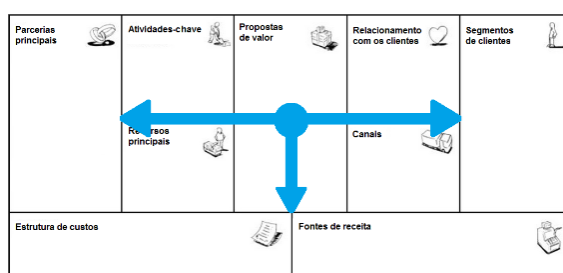 Parcerias
principais
Atividades-chave
Propostas
de valor
Relacionamento
com os clientes
Segmentos
de clientes
Recursos
principais
Canais
Estrutura de custos
Fontes de receita